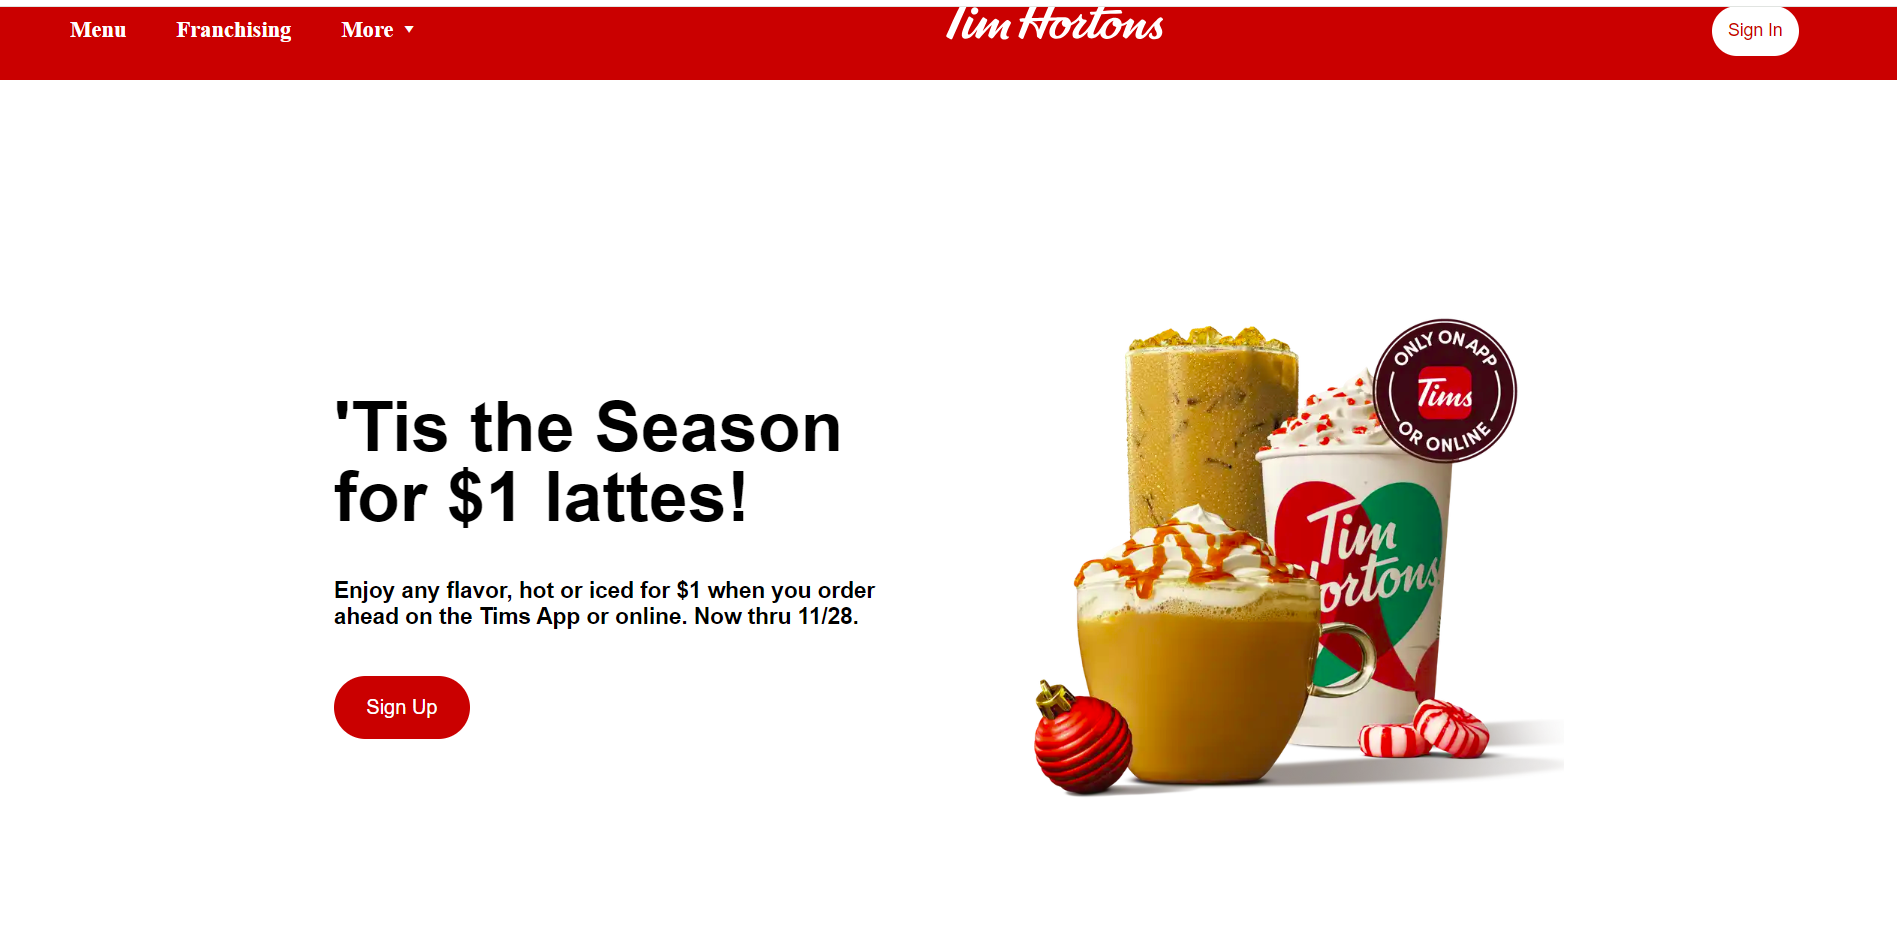 Menu
Franchising
More
Tim Hortons
Sign In
'Tis the Season
for $1 lattes!
Enjoy any flavor, hot or iced for $1 when you order
ahead on the Tims App or online. Now thru 11/28.
Sign Up
ONLY ON APP
Tims
OR ONLINE
Tim
Hortons